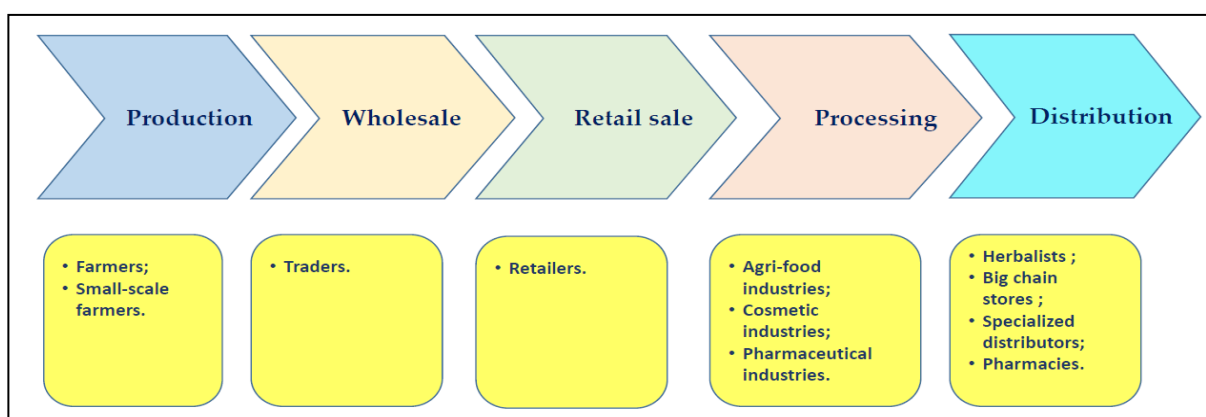 Production
Wholesale
Retail sale
Processing
Distribution
• Farmers;
• Small-scale
farmers.
• Traders.
• Retailers.
• Agri-food
industries;
• Cosmetic
industries;
• Pharmaceutical
industries.
• Herbalists ;
• Big chain
stores ;
• Specialized
distributors;
• Pharmacies.